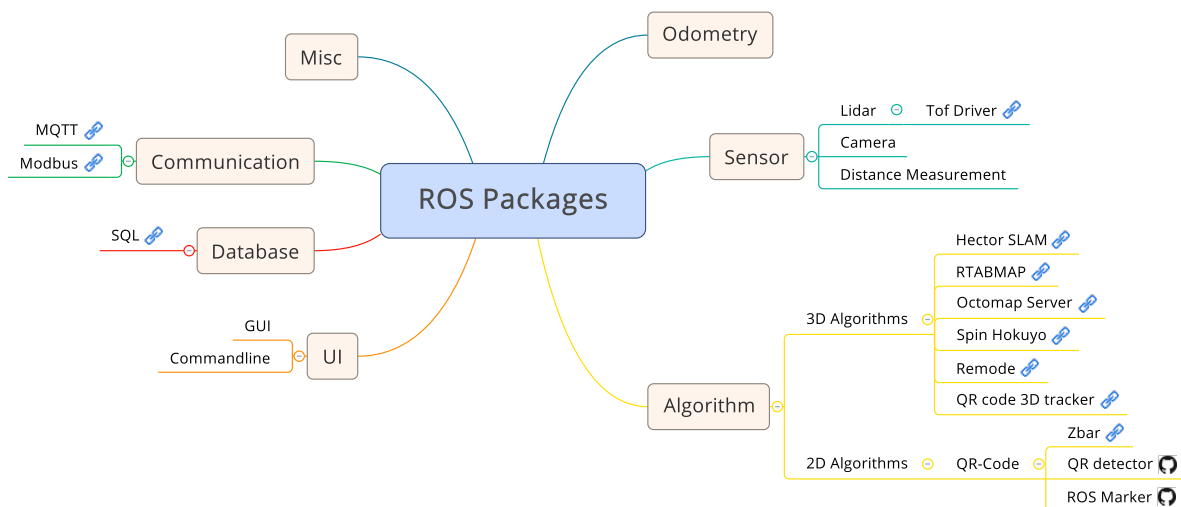 ROS Packages
Misc
Odometry
Communication
MQTT
Modbus
Database
SQL
UI
GUI
Commandline
Sensor
Lidar
Tof Driver
Camera
Distance Measurement
Algorithm
3D Algorithms
Hector SLAM
RTABMAP
Octomap Server
Spin Hokuyo
Remode
QR code 3D tracker
2D Algorithms
QR-Code
Zbar
QR detector
ROS Marker